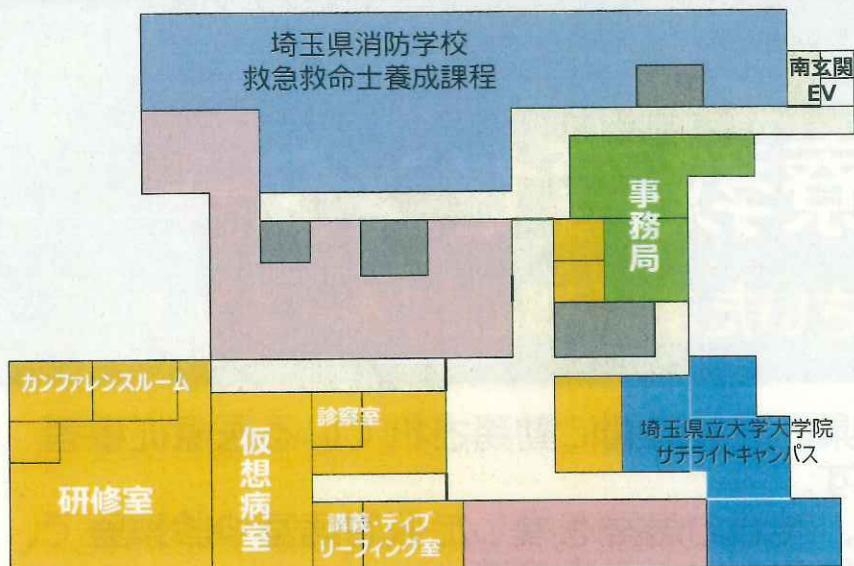 埼玉県消防学校
救急救命士養成課程
南玄関
EV
事務局
カンファレンスルーム
診察室
仮想病室
研修室
講義・ディブ
リーフィング室
埼玉県立大学大学院
サテライトキャンパス